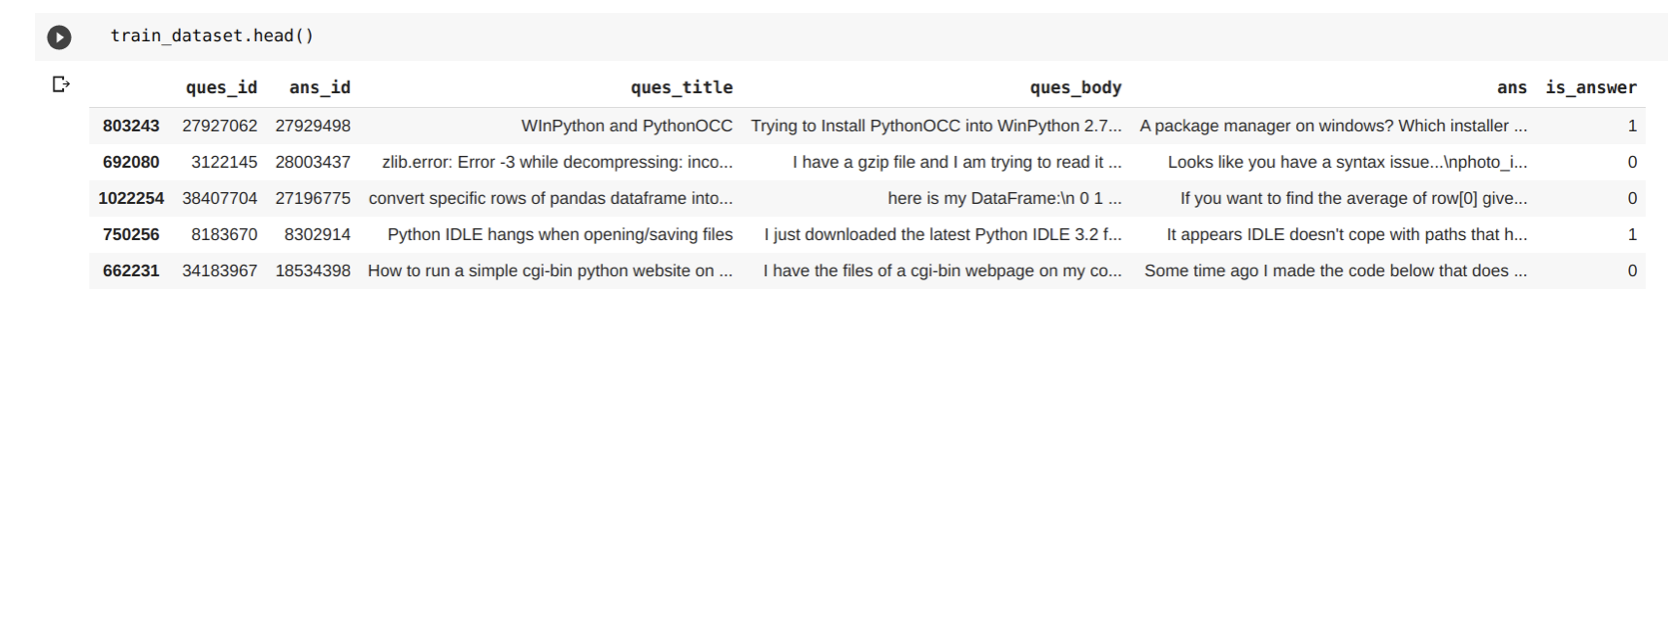 train_dataset.head()
ques_id ans_id ques_title ques_body ans is_answer
803243 27927062 27929498 WInPython and PythonOCC Trying to Install PythonOCC into WinPython 2.7... A package manager on windows? Which installer ... 1
692080 3122145 28003437 zlib.error: Error -3 while decompressing: inco... I have a gzip file and I am trying to read it ... Looks like you have a syntax issue...\nphoto_i... 0
1022254 38407704 27196775 convert specific rows of pandas dataframe into... here is my DataFrame:\n 0 1 ... If you want to find the average of row[0] give... 0
750256 8183670 8302914 Python IDLE hangs when opening/saving files I just downloaded the latest Python IDLE 3.2 f... It appears IDLE doesn't cope with paths that h... 1
662231 34183967 18534398 How to run a simple cgi-bin python website on ... I have the files of a cgi-bin webpage on my co... Some time ago I made the code below that does ... 0